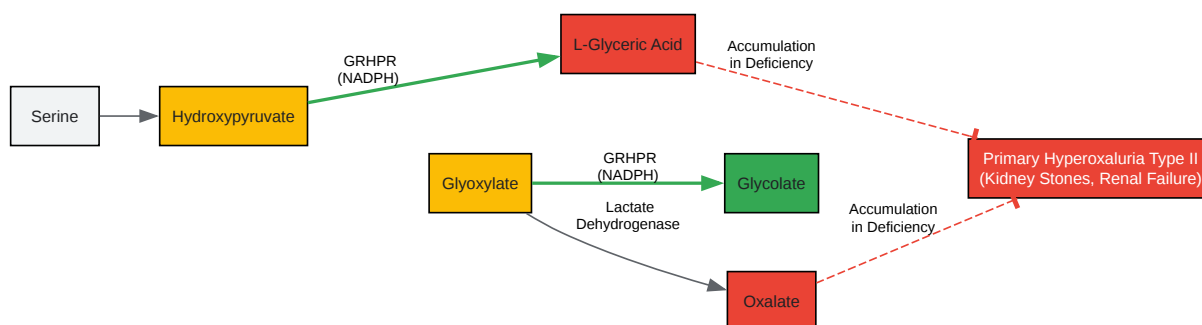 L-Glyceric Acid
Accumulation
in Deficiency
GRHPR
(NADPH)
Serine
Hydroxypyruvate
Primary Hyperoxaluria Type II
(Kidney Stones, Renal Failure)
Glyoxylate
GRHPR
(NADPH)
Glycolate
Lactate
Dehydrogenase
Accumulation
in Deficiency
Oxalate